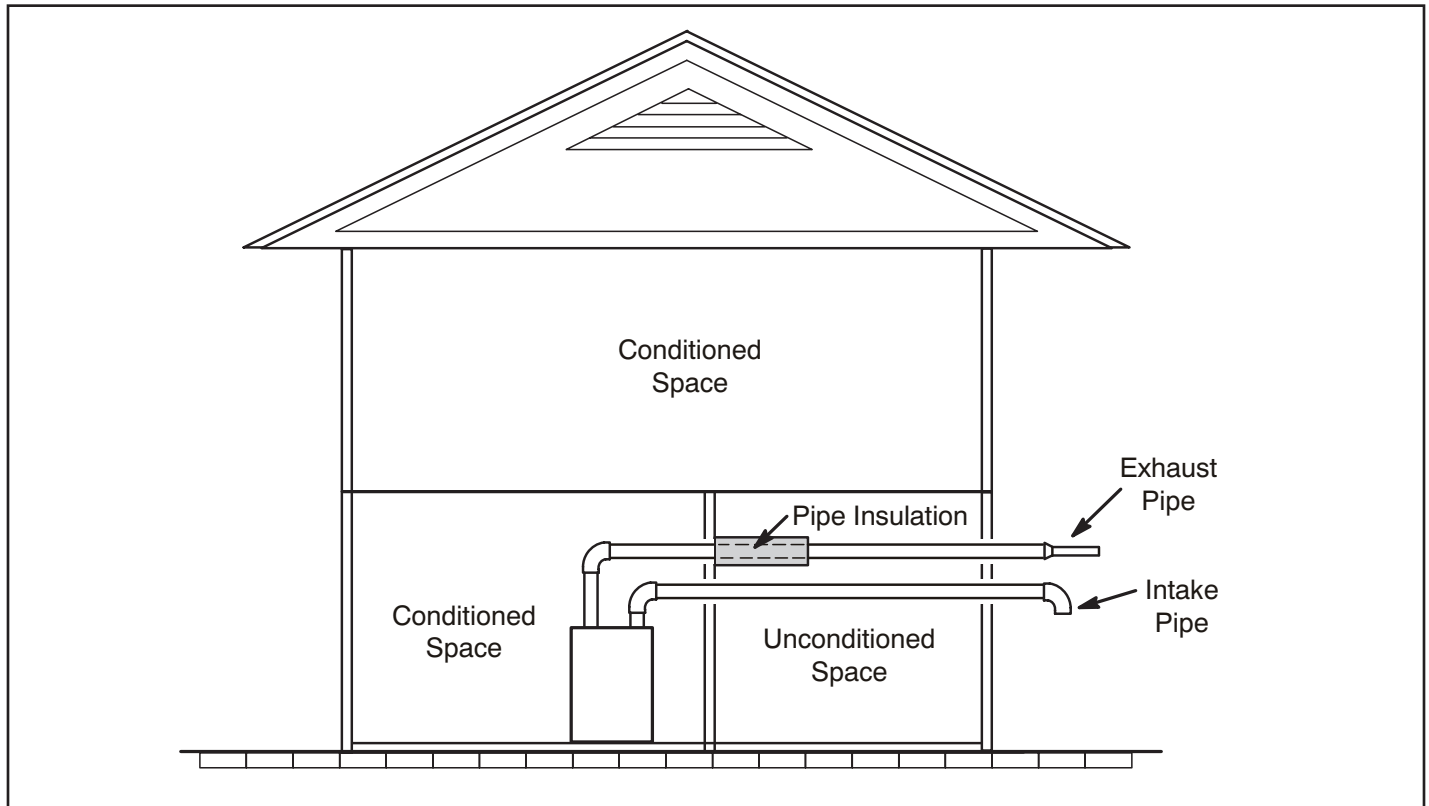 Conditioned
Space
Exhaust
Pipe
Pipe Insulation
Intake
Pipe
Conditioned
Space
Unconditioned
Space